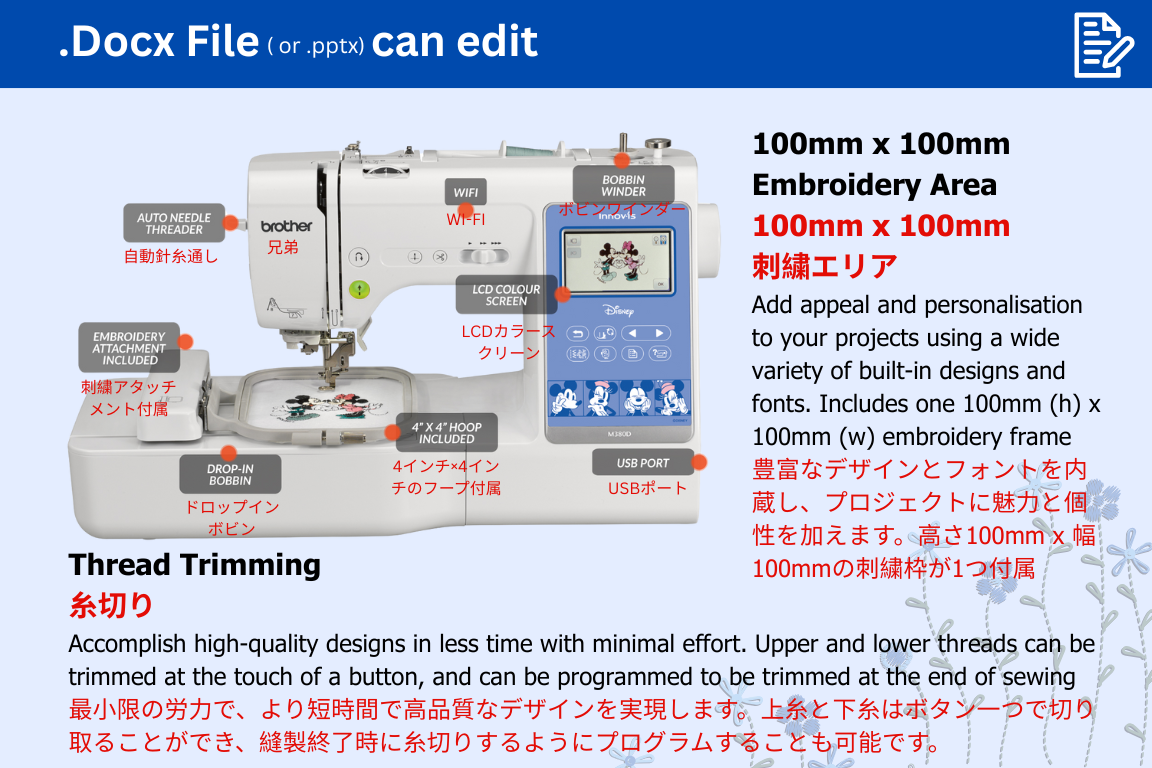 .Docx File ( or .pptx) can edit
100mm x 100mm
Embroidery Area
100mm x 100mm
刺繍エリア
Add appeal and personalisation
to your projects using a wide
variety of built-in designs and
fonts. Includes one 100mm (h) x
100mm (w) embroidery frame
豊富なデザインとフォントを内
蔵し、プロジェクトに魅力と個
性を加えます。高さ100mm x 幅
100mmの刺繍枠が1つ付属
AUTO NEEDLE
THREADER
自動針糸通し
brother
兄弟
WIFI
WI-FI
BOBBIN
WINDER
ボビンワインダー
innov-is
LCD COLOUR
SCREEN
LCDカラース
クリーン
OK
Disney
EMBROIDERY
ATTACHMENT
INCLUDED
刺繍アタッチ
メント付属
4" X 4" HOOP
INCLUDED
4インチ×4イン
チのフープ付属
M380D
DROP-IN
BOBBIN
ドロップイン
ボビン
USB PORT
USBポート
Thread Trimming
糸切り
Accomplish high-quality designs in less time with minimal effort. Upper and lower threads can be
trimmed at the touch of a button, and can be programmed to be trimmed at the end of sewing
最小限の労力で、より短時間で高品質なデザインを実現します。上糸と下糸はボタン一つで切り
取ることができ、縫製終了時に糸切りするようにプログラムすることも可能です。